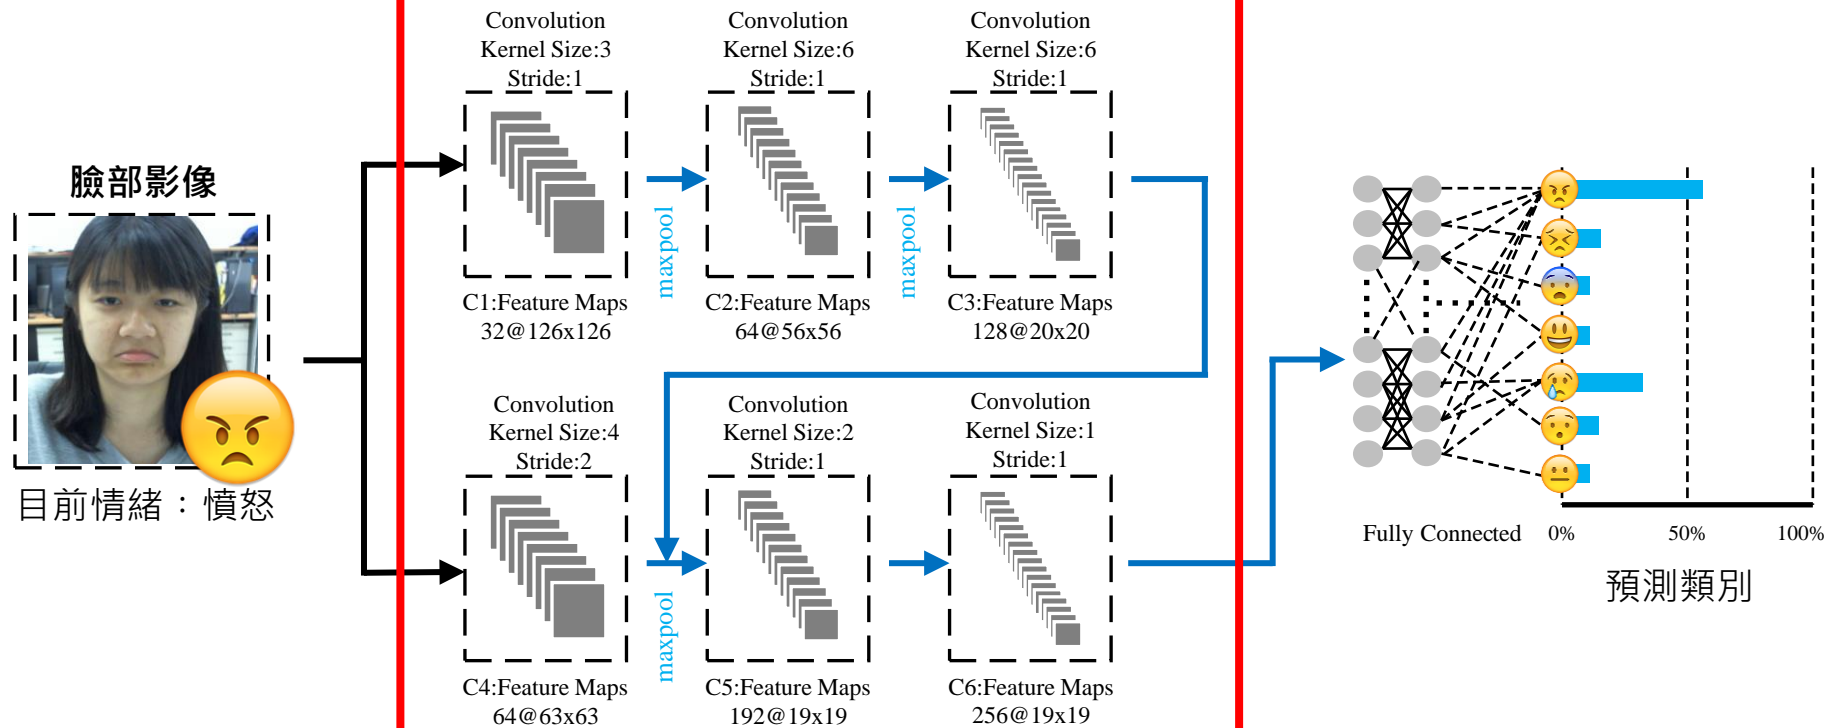 臉部影像
目前情緒：憤怒
Convolution
Kernel Size:3
Stride:1
C1:Feature Maps
32@126x126
maxpool
Convolution
Kernel Size:6
Stride:1
C2:Feature Maps
64@56x56
maxpool
Convolution
Kernel Size:6
Stride:1
C3:Feature Maps
128@20x20
Convolution
Kernel Size:4
Stride:2
C4:Feature Maps
64@63x63
maxpool
Convolution
Kernel Size:2
Stride:1
C5:Feature Maps
192@19x19
Convolution
Kernel Size:1
Stride:1
C6:Feature Maps
256@19x19
Fully Connected
0%
50%
100%
預測類別